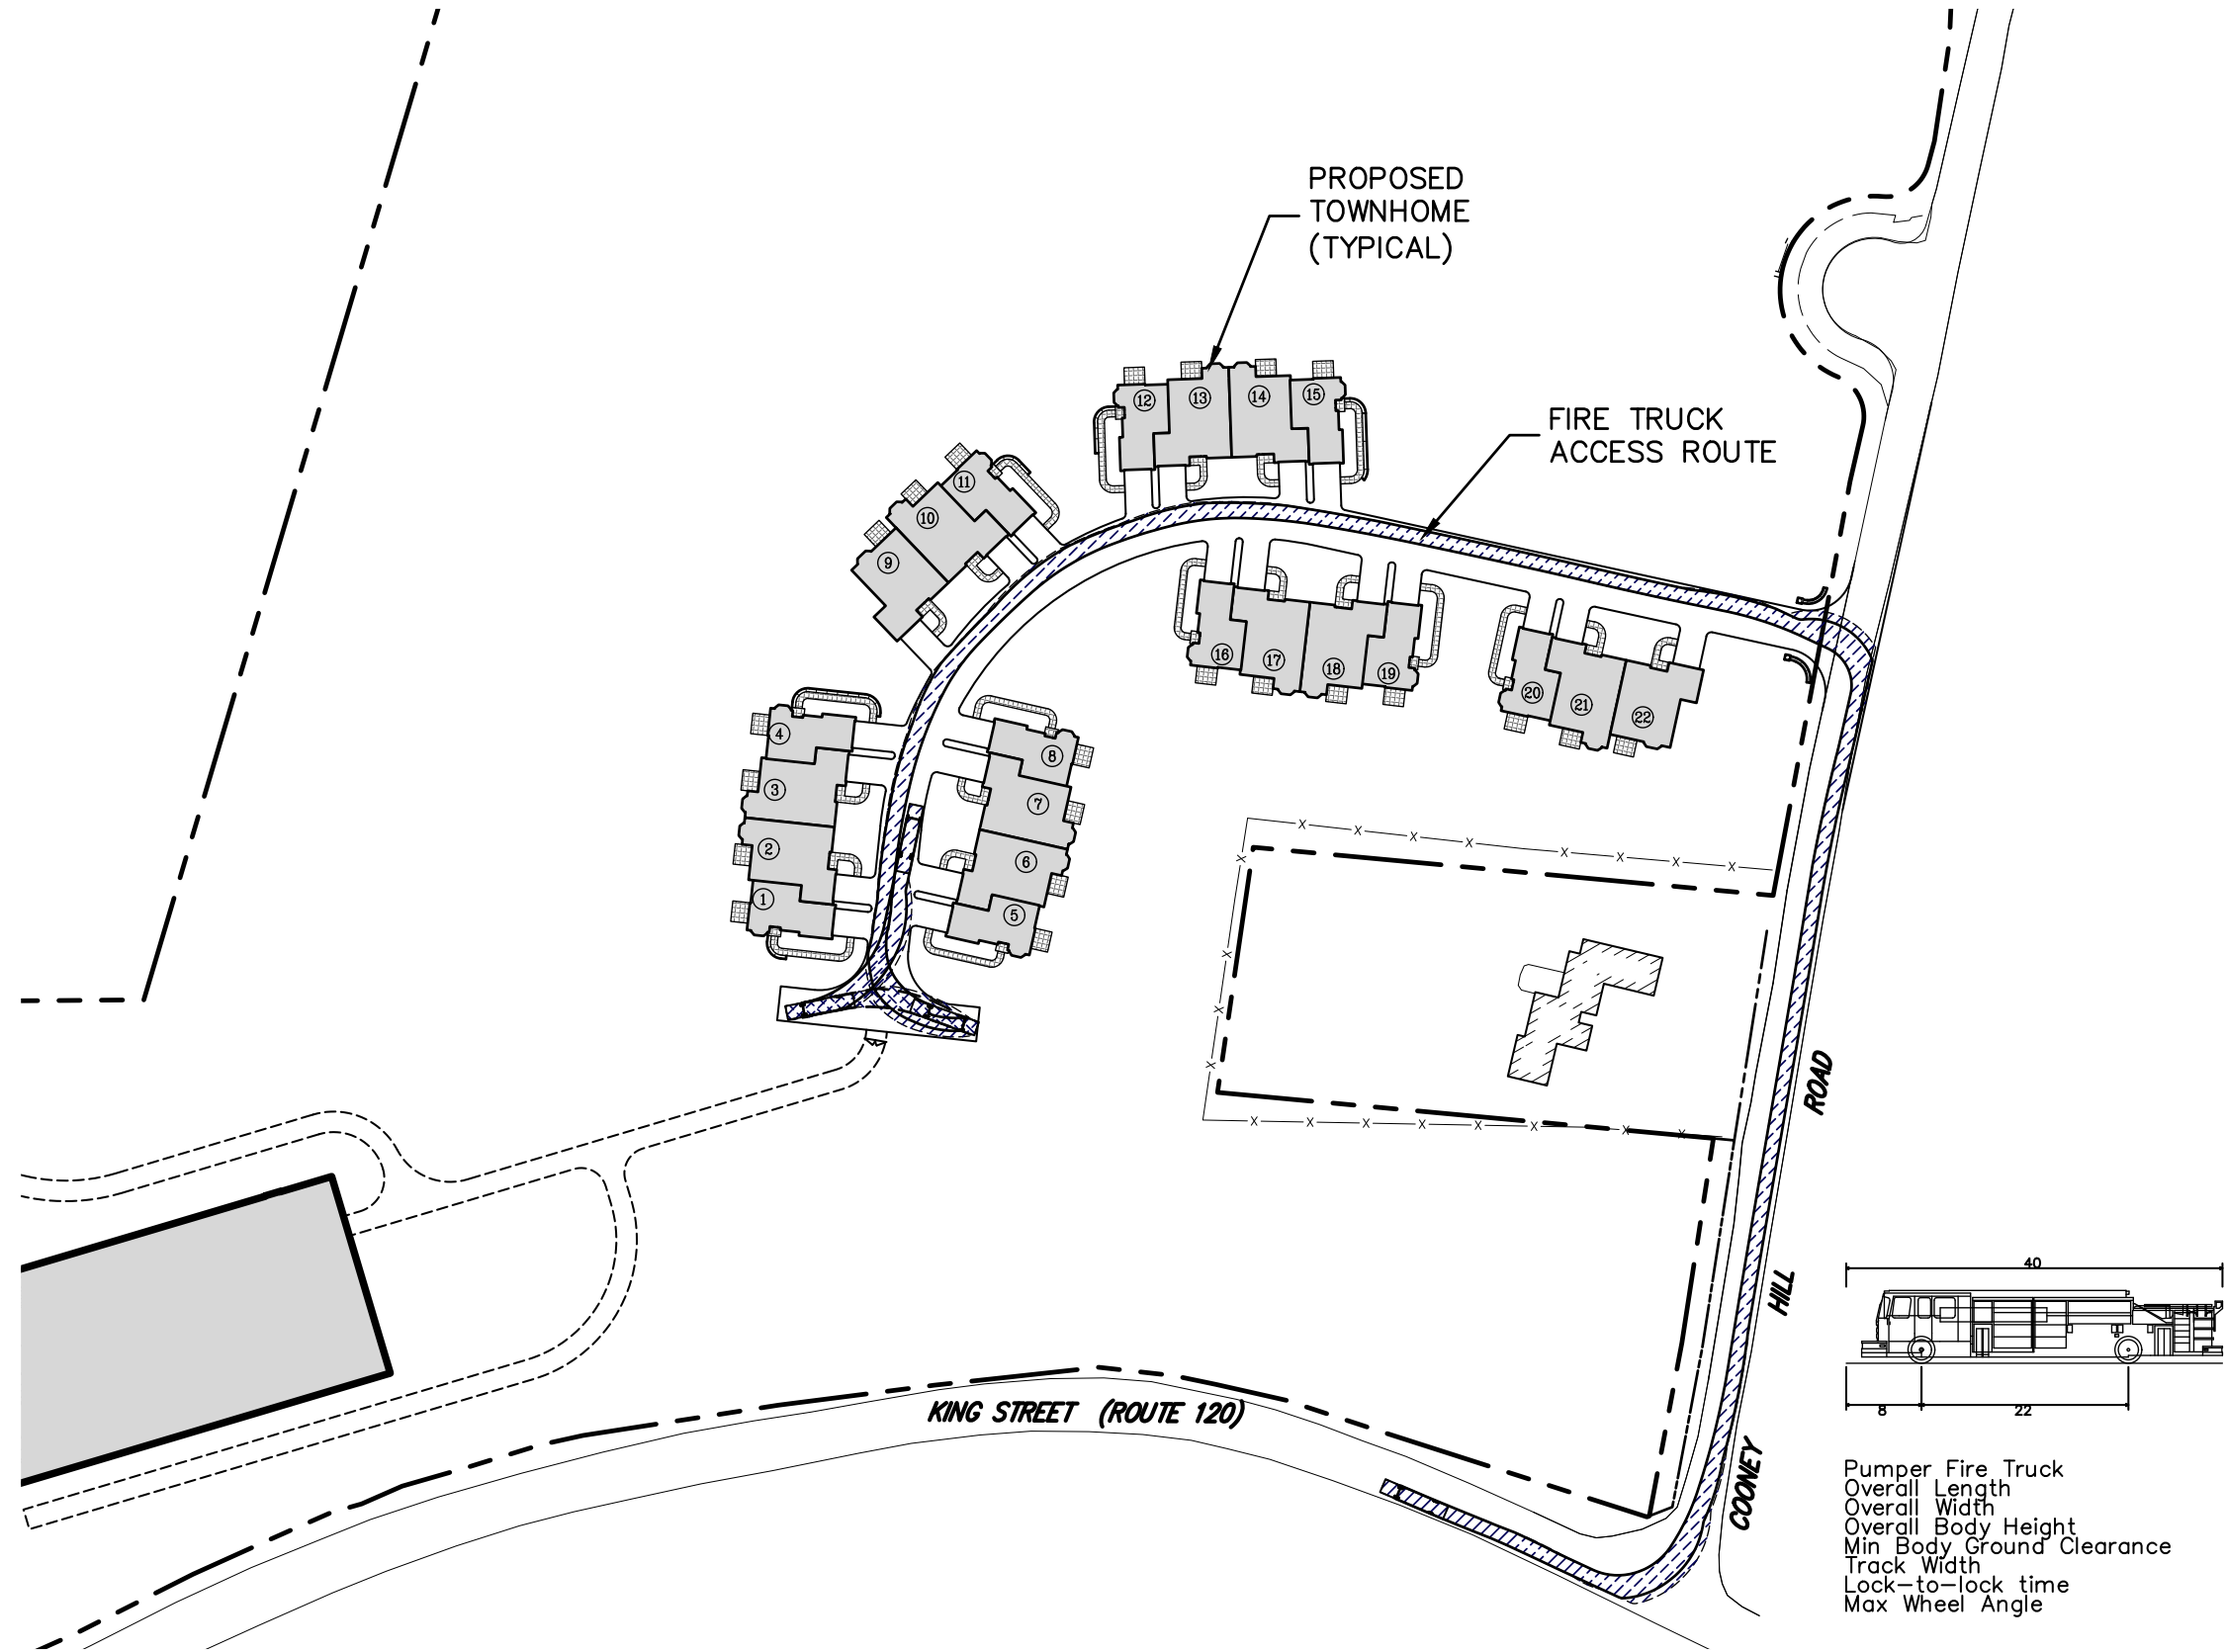 PROPOSED
TOWNHOME
(TYPICAL)
FIRE TRUCK
ACCESS ROUTE
12
13
14
15
11
10
9
16
17
18
19
20
21
22
4
3
2
1
8
7
6
5
ROAD
HILL
COONEY
KING STREET (ROUTE 120)
40
8
22
Pumper Fire Truck
Overall Length
Overall Width
Overall Body Height
Min Body Ground Clearance
Track Width
Lock-to-lock time
Max Wheel Angle